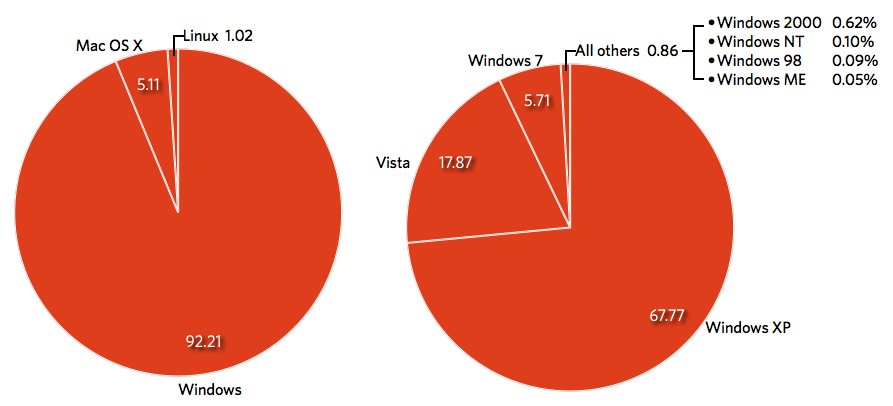 Linux 1.02
Mac OS X
5.11
92.21
Windows
•Windows 2000 0.62%
•Windows NT 0.10%
•Windows 98 0.09%
•Windows ME 0.05%
All others 0.86
Windows 7
5.71
Vista
17.87
67.77
Windows XP